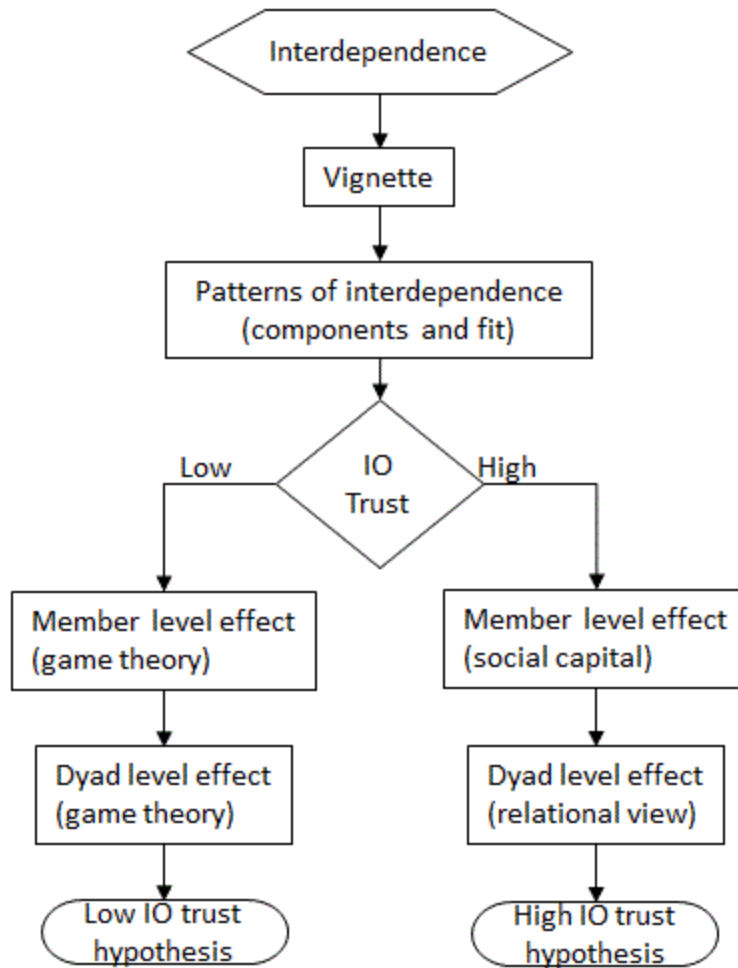 Interdependence
Vignette
Patterns of interdependence
(components and fit)
IO
Trust
Low
High
Member level effect
(game theory)
Member level effect
(social capital)
Dyad level effect
(game theory)
Dyad level effect
(relational view)
Low IO trust
hypothesis
High IO trust
hypothesis